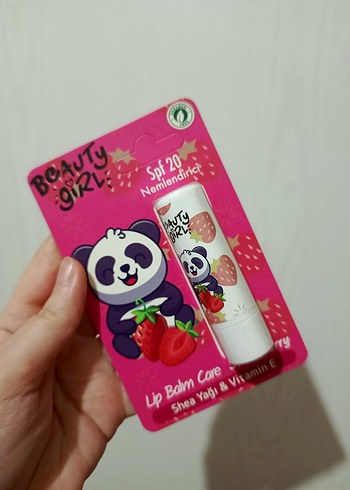 BEAUTY
GIRL
Spf 20
Nemlendirici
BEAUTY
GIRL
Lip Balm Care
Shea Yağı & Vitamin E